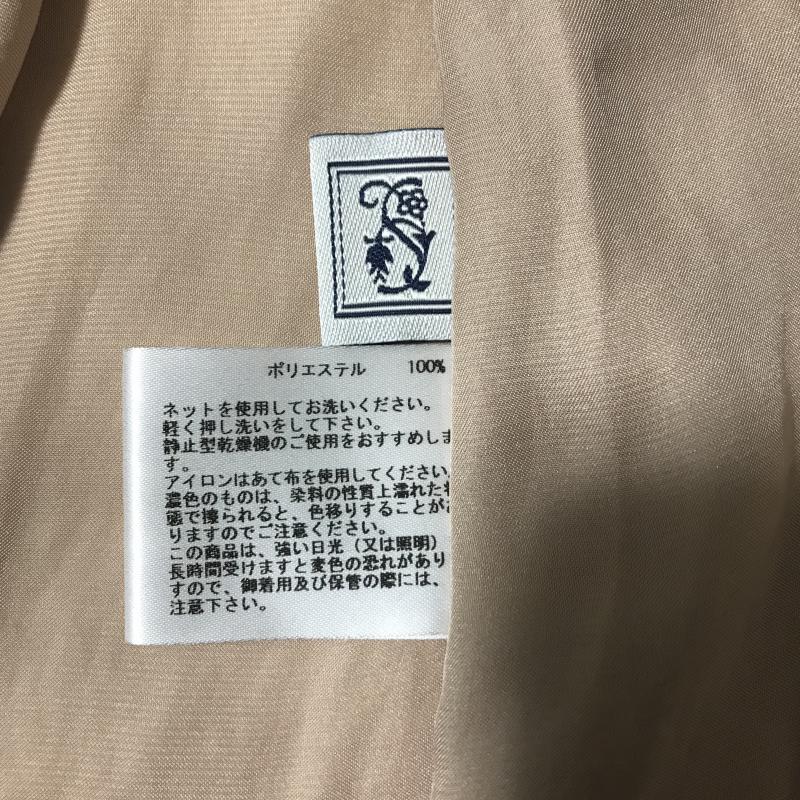 ポリエステル 100%
ネットを使用してお洗いください。
軽く押し洗いをして下さい。
静止型乾燥機のご使用をおすすめしま
す。
アイロンはあて布を使用してください。
濃色のものは、染料の性質上濡れた状
態で擦られると、色移りすることがあ
りますのでご注意ください。
この商品は、強い日光（又は照明）
長時間受けますと変色の恐れがあり
すので、御着用及び保管の際には、
注意下さい。